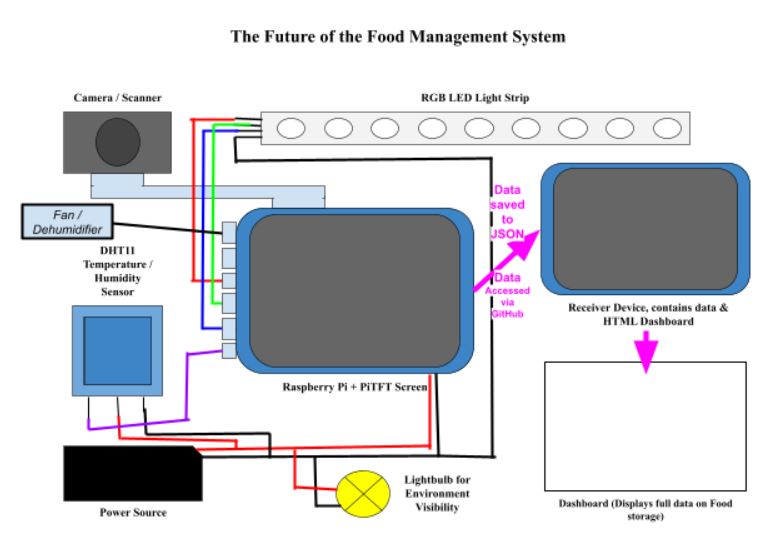 The Future of the Food Management System
Camera / Scanner
RGB LED Light Strip
Fan /
Dehumidifier
Data
saved
to
JSON
DHT11
Temperature /
Humidity
Sensor
Data
Accessed
via
GitHub
Receiver Device, contains data &
HTML Dashboard
Raspberry Pi + PiTFT Screen
Lightbulb for
Environment
Visibility
Power Source
Dashboard (Displays full data on Food
storage)